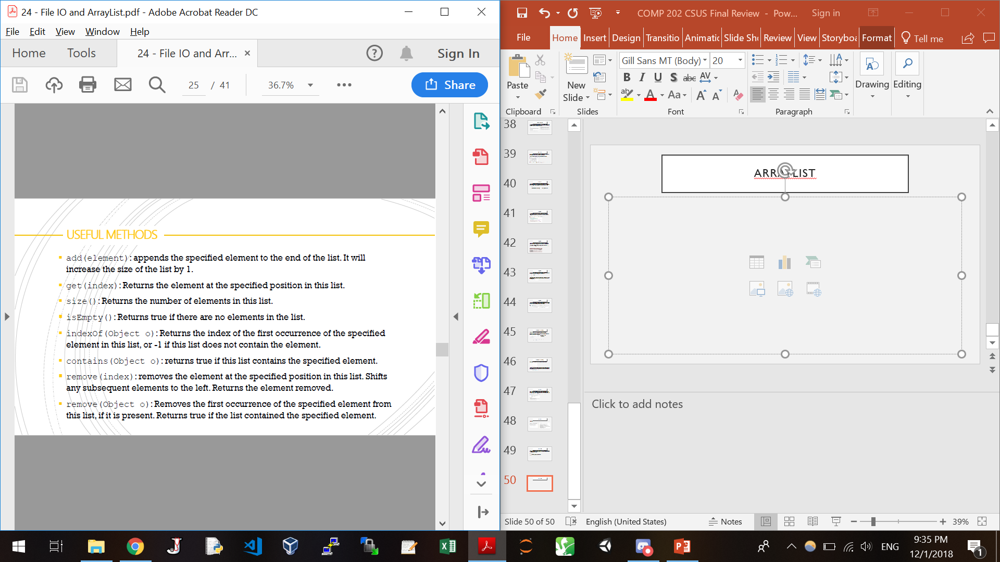 24 - File IO and ArrayList.pdf - Adobe Acrobat Reader DC
File Edit View Window Help
Home Tools 24 - File IO and Arr... × Sign In
25 / 41 36.7% Share
USEFUL METHODS
add(element): appends the specified element to the end of the list. It will
increase the size of the list by 1.
get(index): Returns the element at the specified position in this list.
size(): Returns the number of elements in this list.
isEmpty(): Returns true if there are no elements in the list.
indexOf(Object o): Returns the index of the first occurrence of the specified
element in this list, or -1 if this list does not contain the element.
contains(Object o): returns true if this list contains the specified element.
remove(index): removes the element at the specified position in this list. Shifts
any subsequent elements to the left. Returns the element removed.
remove(Object o): Removes the first occurrence of the specified element from
this list, if it is present. Returns true if the list contained the specified element.
COMP 202 CSUS Final Review - Pow... Sign in
File Home Insert Design Transitio Animatic Slide Sh Review View Storyboa Format Tell me
Gill Sans MT (Body) 20
B I U S abc AV
Paste New Slide Drawing Editing
ab A Aa A A
Clipboard Slides Font Paragraph
38
39
40
41
42
43
44
45
46
47
48
49
50
ARRAYLIST
Click to add notes
Slide 50 of 50 English (United States) Notes 39%
ENG 9:35 PM
12/1/2018 1